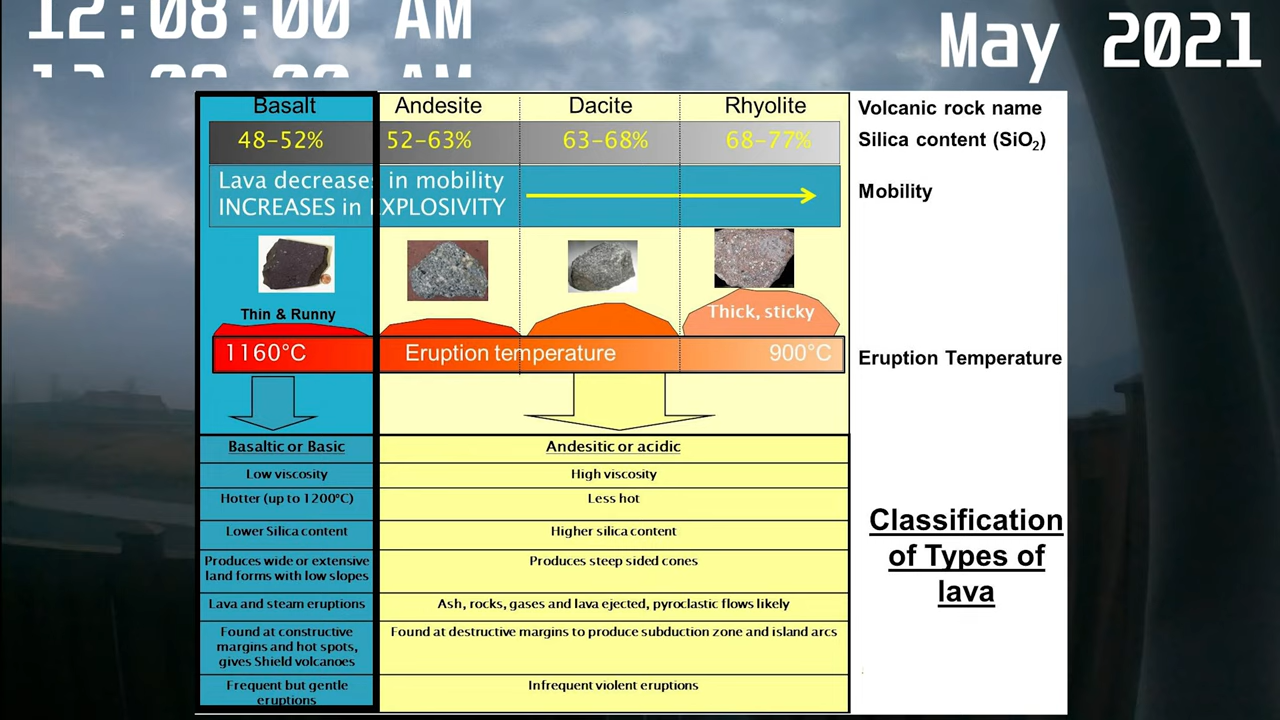 12:08:00 AM
May 2021
12:08:00 AM
Basalt Andesite Dacite Rhyolite Volcanic rock name
48–52% 52–63% 63–68% 68–77% Silica content (SiO₂)
Lava decreases in mobility
INCREASES in EXPLOSIVITY
Mobility
Thin & Runny
Thick, sticky
1160°C Eruption temperature 900°C Eruption Temperature
Basaltic or Basic
Andesitic or acidic
Low viscosity
High viscosity
Hotter (up to 1200°C)
Less hot
Lower Silica content
Higher silica content
Produces wide or extensive
land forms with low slopes
Produces steep sided cones
Lava and steam eruptions
Ash, rocks, gases and lava ejected, pyroclastic flows likely
Found at constructive
margins and hot spots,
gives Shield volcanoes
Found at destructive margins to produce subduction zone and island arcs
Frequent but gentle
eruptions
Infrequent violent eruptions
Classification
of Types of
lava